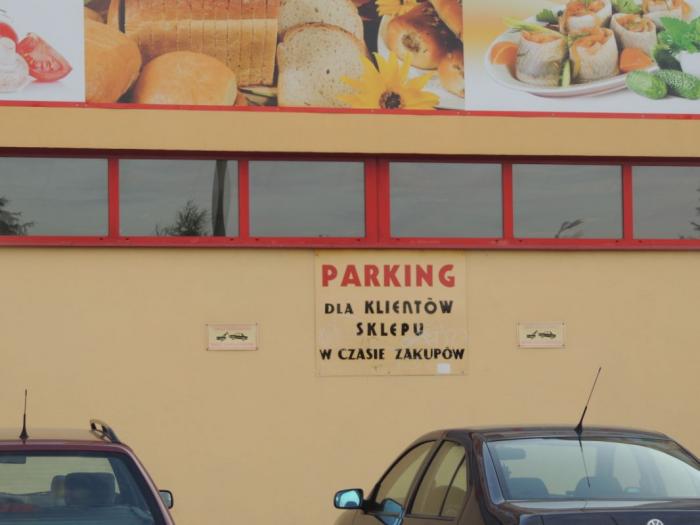 PARKING
DLA KLIENTÓW
SKLEPU
W CZASIE ZAKUPÓW